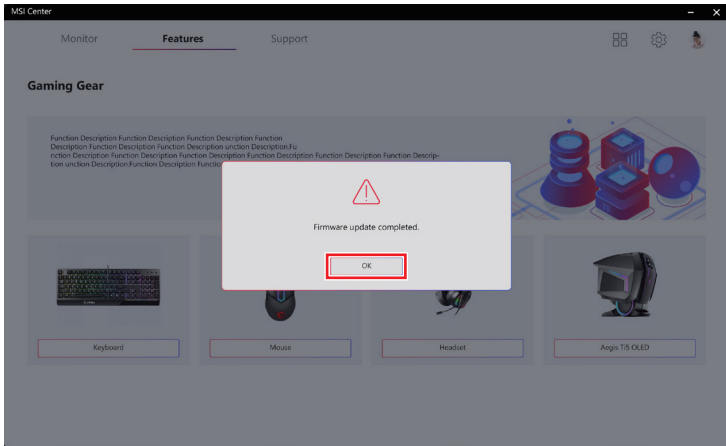 MSI Center
Monitor Features Support
Gaming Gear
Function Description Function Description Function Description Function
Description Function Description Function Description unction Description.Fu
nction Description Function Description Function Description Function Description Function Description Function Descrip-
tion unction Description.Function Description Functio
Firmware update completed.
OK
Keyboard Mouse Headset Aegis Ti5 OLED